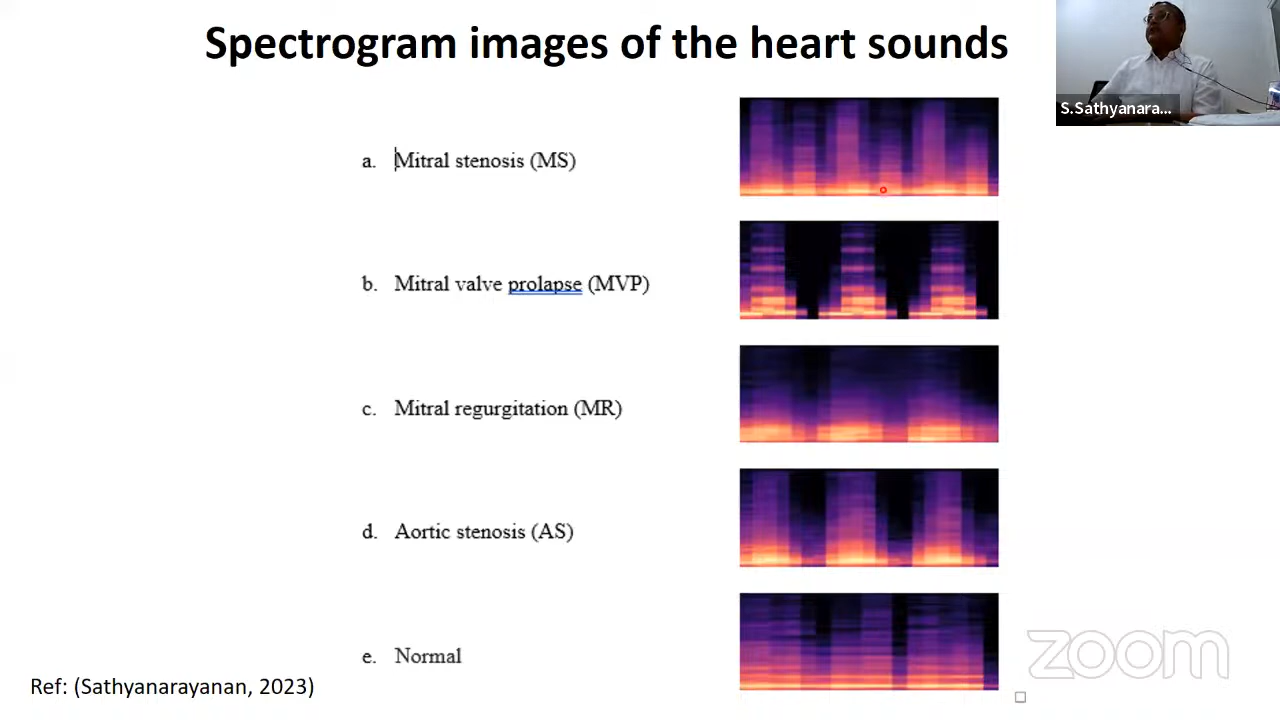 Spectrogram images of the heart sounds
S.Sathyanara...
a. Mitral stenosis (MS)
b. Mitral valve prolapse (MVP)
c. Mitral regurgitation (MR)
d. Aortic stenosis (AS)
e. Normal
Ref: (Sathyanarayanan, 2023)
zoom